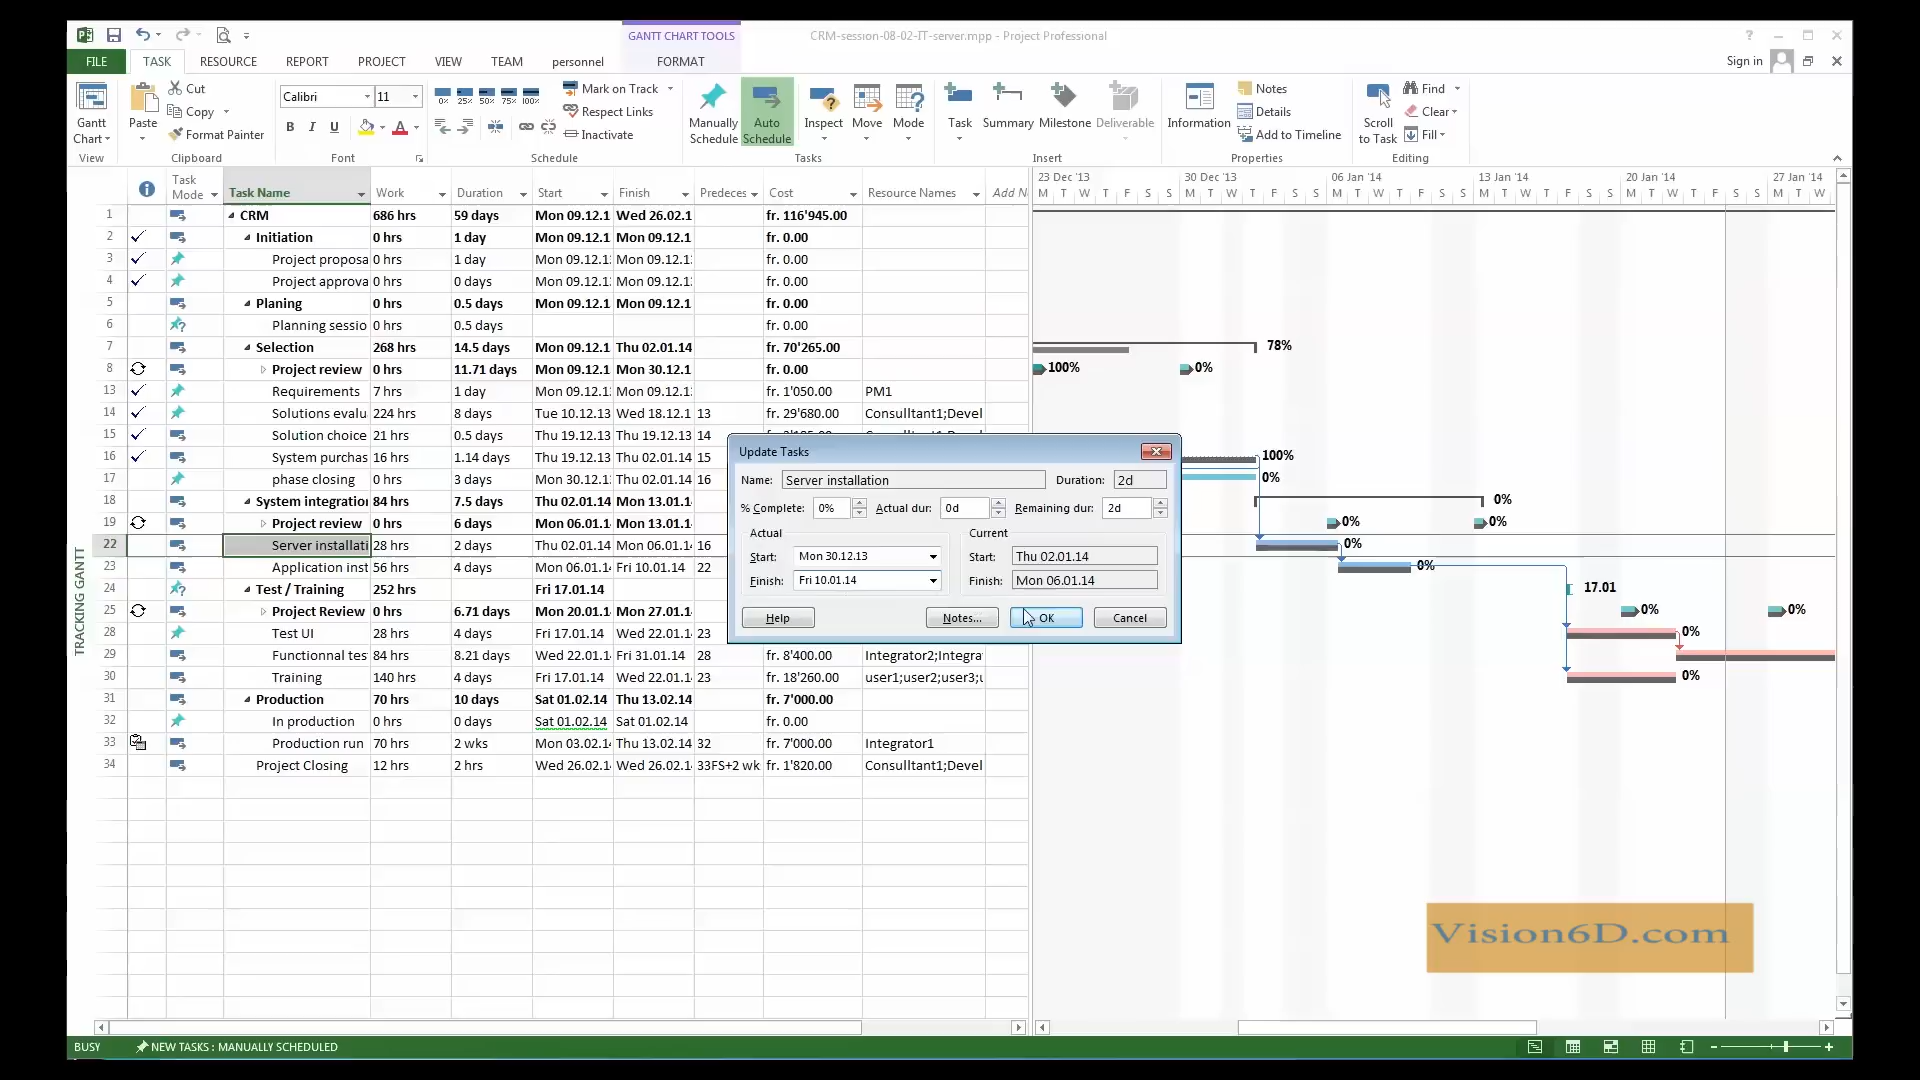 GANTT CHART TOOLS
CRM-session-08-02-IT-server.mpp - Project Professional
FILE TASK RESOURCE REPORT PROJECT VIEW TEAM personnel FORMAT Sign in
Cut
Copy
Format Painter
Gantt Chart
Paste
Calibri 11
B I U A
0% 25% 50% 75% 100%
Mark on Track
Respect Links
Inactivate
Manually Schedule
Auto Schedule
Inspect
Move
Mode
Task
Summary
Milestone
Deliverable
Information
Notes
Details
Add to Timeline
Scroll to Task
Find
Clear
Fill
View Clipboard Font Schedule Tasks Insert Properties Editing
Task Mode Task Name Work Duration Start Finish Predeces Cost Resource Names Add N
23 Dec '13 30 Dec '13 06 Jan '14 13 Jan '14 20 Jan '14 27 Jan '14
M T W T F S S M T W T F S S M T W T F S S M T W T F S S M T W T F S S M T W
1 CRM 686 hrs 59 days Mon 09.12.1 Wed 26.02.1 fr. 116'945.00
2 Initiation 0 hrs 1 day Mon 09.12.1 Mon 09.12.1 fr. 0.00
3 Project proposa 0 hrs 1 day Mon 09.12.1 Mon 09.12.1 fr. 0.00
4 Project approva 0 hrs 0 days Mon 09.12.1 Mon 09.12.1 fr. 0.00
5 Planing 0 hrs 0.5 days Mon 09.12.1 Mon 09.12.1 fr. 0.00
6 Planning sessio 0 hrs 0.5 days fr. 0.00
7 Selection 268 hrs 14.5 days Mon 09.12.1 Thu 02.01.14 fr. 70'265.00 78%
8 Project review 0 hrs 11.71 days Mon 09.12.1 Mon 30.12.1 fr. 0.00 100% 0%
13 Requirements 7 hrs 1 day Mon 09.12.1 Mon 09.12.1 fr. 1'050.00 PM1
14 Solutions evalu 224 hrs 8 days Tue 10.12.13 Wed 18.12.1 13 fr. 29'680.00 Consulltant1;Devel
15 Solution choice 21 hrs 0.5 days Thu 19.12.13 Thu 19.12.13 14
16 System purchas 16 hrs 1.14 days Thu 19.12.13 Thu 02.01.14 15 100%
17 phase closing 0 hrs 3 days Mon 30.12.1 Thu 02.01.14 16 0%
18 System integration 84 hrs 7.5 days Thu 02.01.1 Mon 13.01.1 0%
19 Project review 0 hrs 6 days Mon 06.01.1 Mon 13.01.1 0% 0%
22 Server installati 28 hrs 2 days Thu 02.01.14 Mon 06.01.1 16 0%
23 Application inst 56 hrs 4 days Mon 06.01.1 Fri 10.01.14 22 0%
24 Test / Training 252 hrs Fri 17.01.14 17.01
25 Project Review 0 hrs 6.71 days Mon 20.01.1 Mon 27.01.1 0% 0%
28 Test UI 28 hrs 4 days Fri 17.01.14 Wed 22.01.1 23 0%
29 Functionnal tes 84 hrs 8.21 days Wed 22.01.1 Fri 31.01.14 28 fr. 8'400.00 Integrator2;Integra
30 Training 140 hrs 4 days Fri 17.01.14 Wed 22.01.1 23 fr. 18'260.00 user1;user2;user3;u 0%
31 Production 70 hrs 10 days Sat 01.02.14 Thu 13.02.14 fr. 7'000.00
32 In production 0 hrs 0 days Sat 01.02.14 Sat 01.02.14 fr. 0.00
33 Production run 70 hrs 2 wks Mon 03.02.1 Thu 13.02.14 32 fr. 7'000.00 Integrator1
34 Project Closing 12 hrs 2 hrs Wed 26.02.1 Wed 26.02.1 33FS+2 wk fr. 1'820.00 Consulltant1;Devel
TRACKING GANTT
Update Tasks
Name: Server installation Duration: 2d
% Complete: 0% Actual dur: 0d Remaining dur: 2d
Actual Current
Start: Mon 30.12.13 Start: Thu 02.01.14
Finish: Fri 10.01.14 Finish: Mon 06.01.14
Help Notes... OK Cancel
Vision6D.com
BUSY NEW TASKS : MANUALLY SCHEDULED